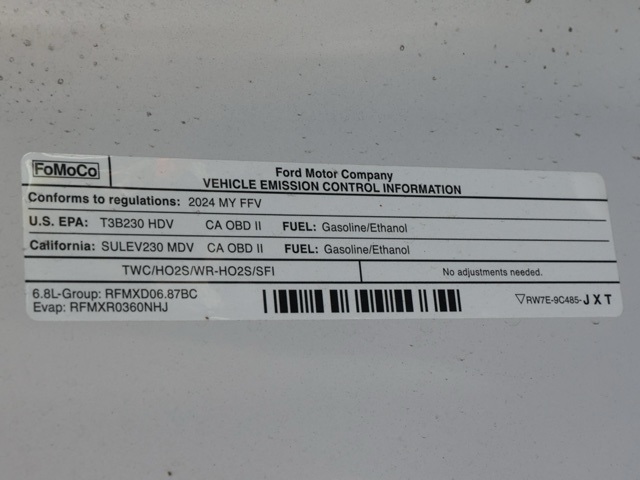 FoMoCo
Ford Motor Company
VEHICLE EMISSION CONTROL INFORMATION
Conforms to regulations: 2024 MY FFV
U.S. EPA: T3B230 HDV CA OBD II FUEL: Gasoline/Ethanol
California: SULEV230 MDV CA OBD II FUEL: Gasoline/Ethanol
TWC/HO2S/WR-HO2S/SFI No adjustments needed.
6.8L-Group: RFMXD06.87BC
Evap: RFMXR0360NHJ
RW7E-9C485-JXT